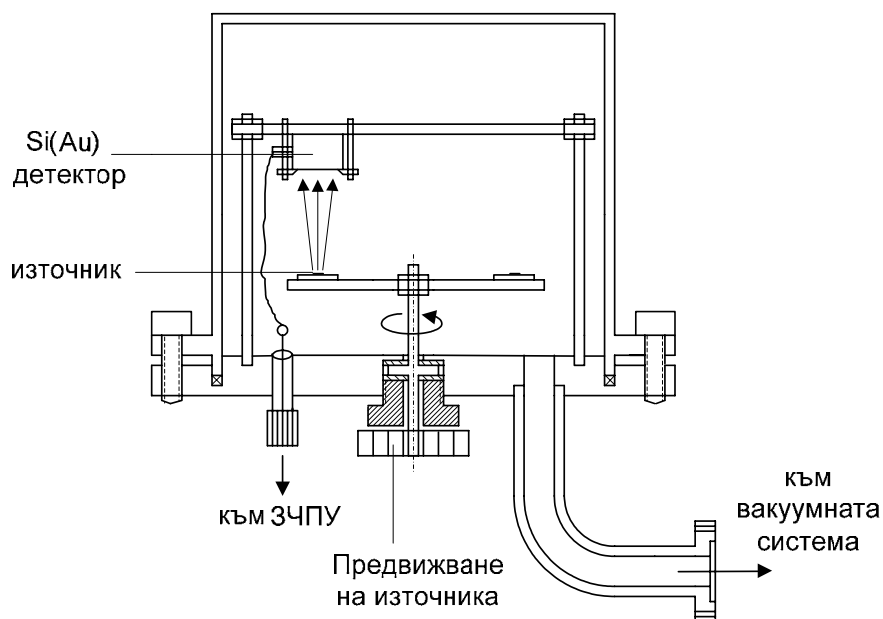 Si(Au)
детектор
източник
към ЗЧПУ
Предвижване
на източника
към
вакуумната
система